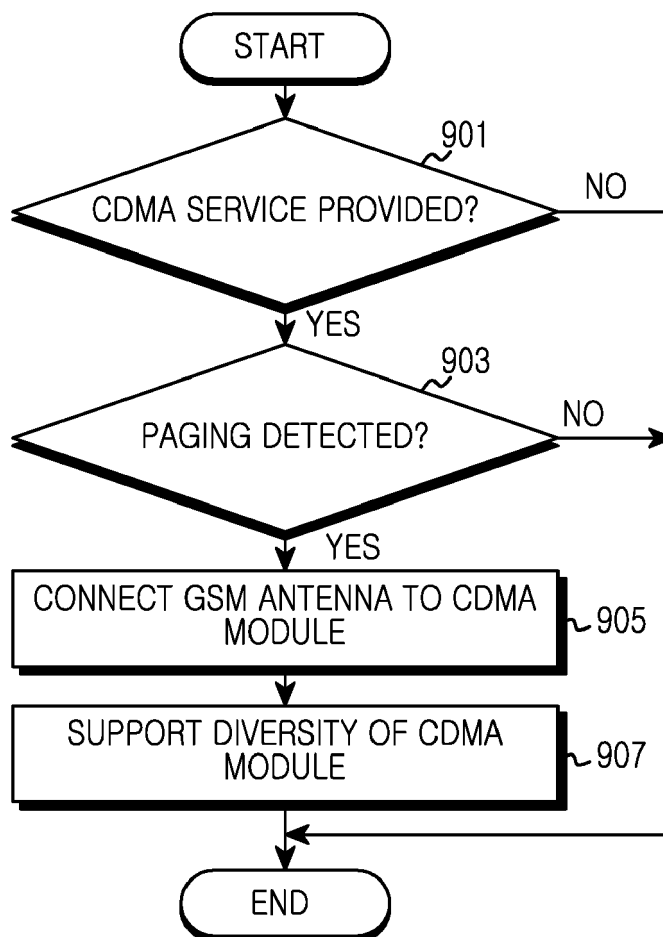 START
901
CDMA SERVICE PROVIDED?
NO
YES
903
PAGING DETECTED?
NO
YES
CONNECT GSM ANTENNA TO CDMA
MODULE
905
SUPPORT DIVERSITY OF CDMA
MODULE
907
END